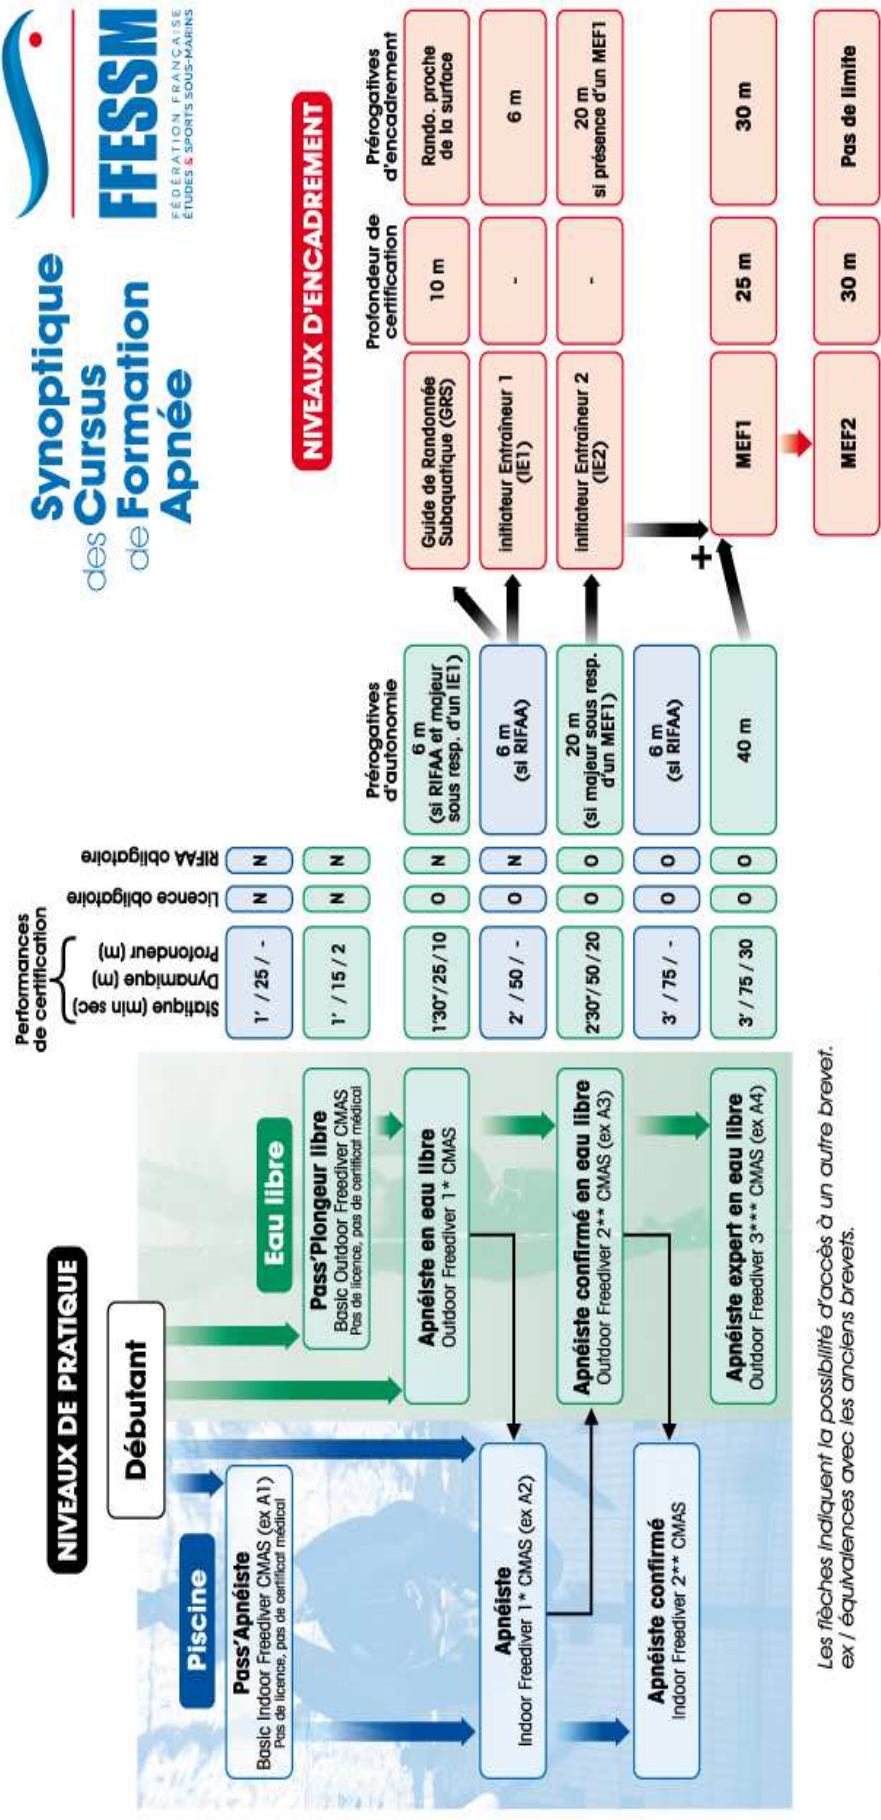 Synoptique
des Cursus
de Formation
Apnée
FFESSM
FÉDÉRATION FRANÇAISE
ÉTUDES & SPORTS SOUS-MARINS
NIVEAUX DE PRATIQUE
Débutant
Piscine
Eau libre
Performances
de certification
Statique (min sec)
Dynamique (m)
Profondeur (m)
Licence obligatoire
RIFAA obligatoire
Pass'Apnéiste
Basic Indoor Freediver CMAS (ex A1)
Pas de licence, pas de certificat médical
1' / 25 / -
N
N
Pass'Plongeur libre
Basic Outdoor Freediver CMAS
Pas de licence, pas de certificat médical
1' / 15 / 2
N
N
Prérogatives
d'autonomie
Apnéiste en eau libre
Outdoor Freediver 1* CMAS
1'30"/ 25 / 10
O
N
6 m
(si RIFAA et majeur
sous resp. d'un IE1)
Apnéiste
Indoor Freediver 1* CMAS (ex A2)
2' / 50 / -
O
N
6 m
(si RIFAA)
Apnéiste confirmé en eau libre
Outdoor Freediver 2** CMAS (ex A3)
2'30"/ 50 / 20
O
O
20 m
(si majeur sous resp.
d'un MEF1)
Apnéiste confirmé
Indoor Freediver 2** CMAS
3' / 75 / -
O
O
6 m
(si RIFAA)
Apnéiste expert en eau libre
Outdoor Freediver 3*** CMAS (ex A4)
3' / 75 / 30
O
O
40 m
NIVEAUX D'ENCADREMENT
Profondeur de
certification
Prérogatives
d'encadrement
Guide de Randonnée
Subaquatique (GRS)
10 m
Rando. proche
de la surface
Initiateur Entraîneur 1
(IE1)
-
6 m
Initiateur Entraîneur 2
(IE2)
-
20 m
si présence d'un MEF1
+
MEF1
25 m
30 m
MEF2
30 m
Pas de limite
Les flèches indiquent la possibilité d'accès à un autre brevet.
ex / équivalences avec les anciens brevets.